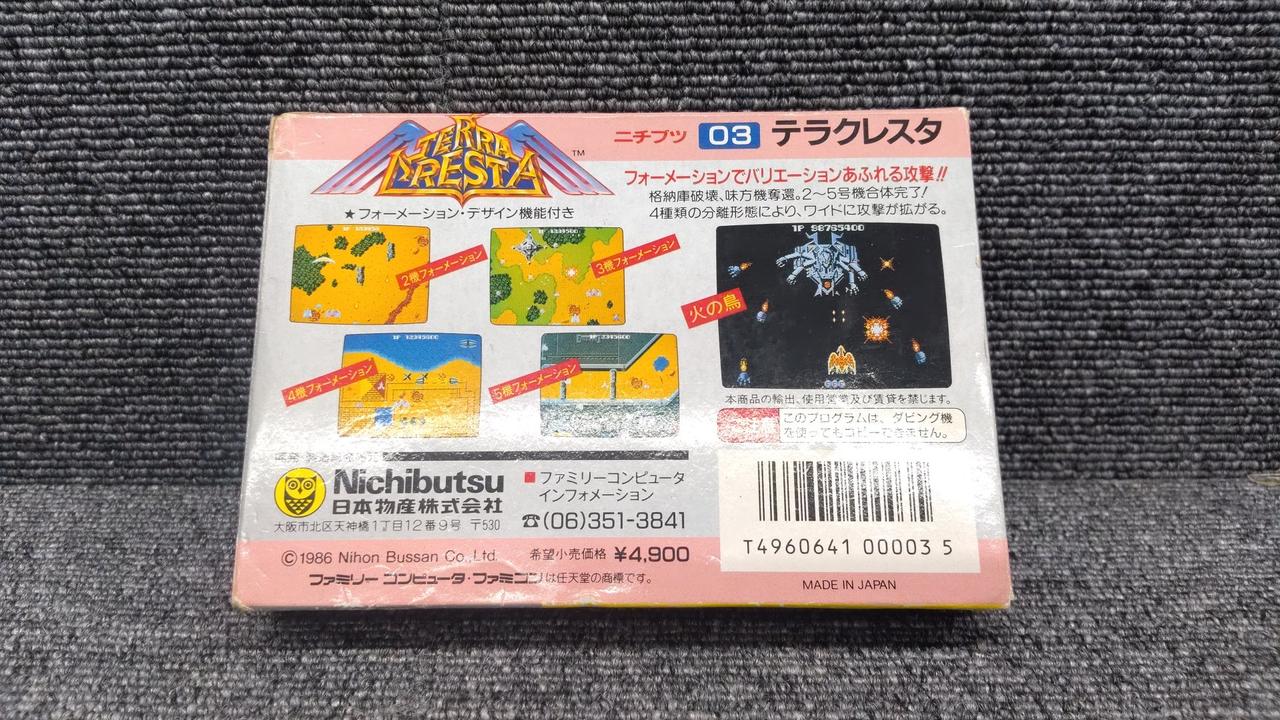 TERRA CRESTA ™
ニチブツ 03 テラクレスタ
フォーメーションでバリエーションあふれる攻撃!!
格納庫破壊、味方機奪還。2〜5号機合体完了!
4種類の分離形態により、ワイドに攻撃が拡がる。
★フォーメーション・デザイン機能付き
2機フォーメーション
3機フォーメーション
火の鳥
1P 98765400
4機フォーメーション
1P 12345600
5機フォーメーション
本商品の輸出、使用営業及び賃貸を禁じます。
このプログラムは、ダビング機
を使ってもコピーできません。
Nichibutsu
日本物産株式会社
大阪市北区天神橋1丁目12番9号 〒530
■ファミリーコンピュータ
インフォメーション
☎(06)351-3841
©1986 Nihon Bussan Co., Ltd.
希望小売価格 ¥4,900
ファミリーコンピュータ・ファミコンは任天堂の商標です。
T4960641 00003 5
MADE IN JAPAN